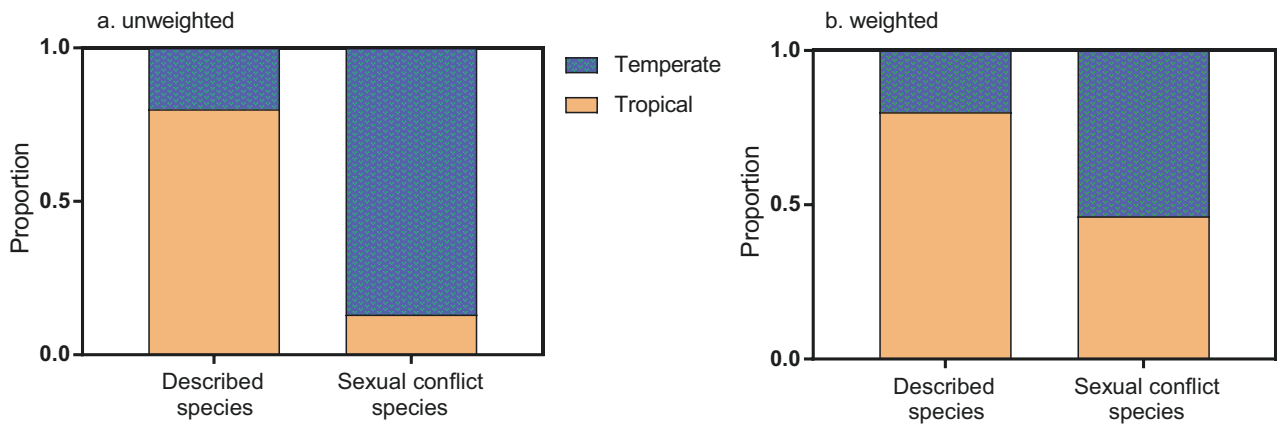 a. unweighted
1.0
0.5
0.0
Proportion
Described
species
Sexual conflict
species
Temperate
Tropical
b. weighted
1.0
0.5
0.0
Proportion
Described
species
Sexual conflict
species